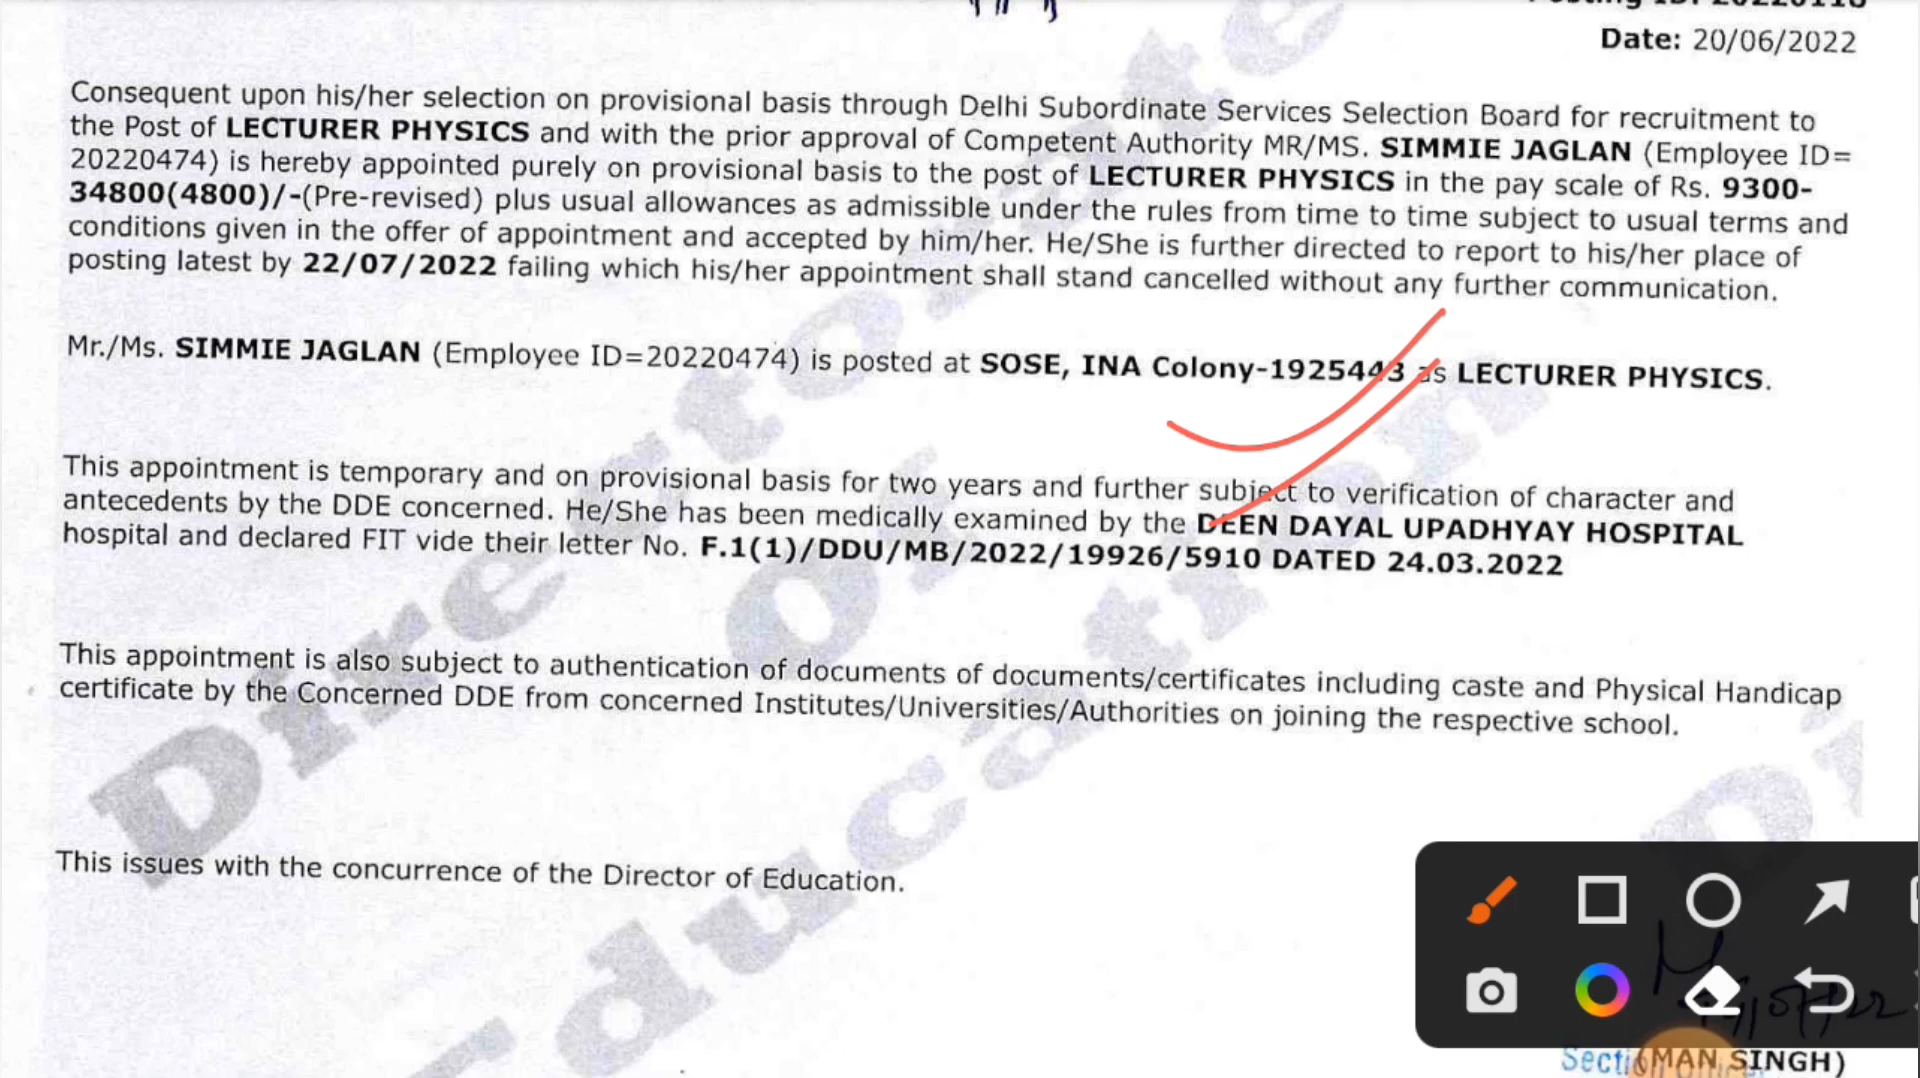 Posting ID: 20220118
Date: 20/06/2022
Consequent upon his/her selection on provisional basis through Delhi Subordinate Services Selection Board for recruitment to
the Post of LECTURER PHYSICS and with the prior approval of Competent Authority MR/MS. SIMMIE JAGLAN (Employee ID=
20220474) is hereby appointed purely on provisional basis to the post of LECTURER PHYSICS in the pay scale of Rs. 9300-
34800(4800)/-(Pre-revised) plus usual allowances as admissible under the rules from time to time subject to usual terms and
conditions given in the offer of appointment and accepted by him/her. He/She is further directed to report to his/her place of
posting latest by 22/07/2022 failing which his/her appointment shall stand cancelled without any further communication.
Mr./Ms. SIMMIE JAGLAN (Employee ID=20220474) is posted at SOSE, INA Colony-1925443 as LECTURER PHYSICS.
This appointment is temporary and on provisional basis for two years and further subject to verification of character and
antecedents by the DDE concerned. He/She has been medically examined by the DEEN DAYAL UPADHYAY HOSPITAL
hospital and declared FIT vide their letter No. F.1(1)/DDU/MB/2022/19926/5910 DATED 24.03.2022
This appointment is also subject to authentication of documents of documents/certificates including caste and Physical Handicap
certificate by the Concerned DDE from concerned Institutes/Universities/Authorities on joining the respective school.
This issues with the concurrence of the Director of Education.
(MAN SINGH)
Directorate
Of
Education